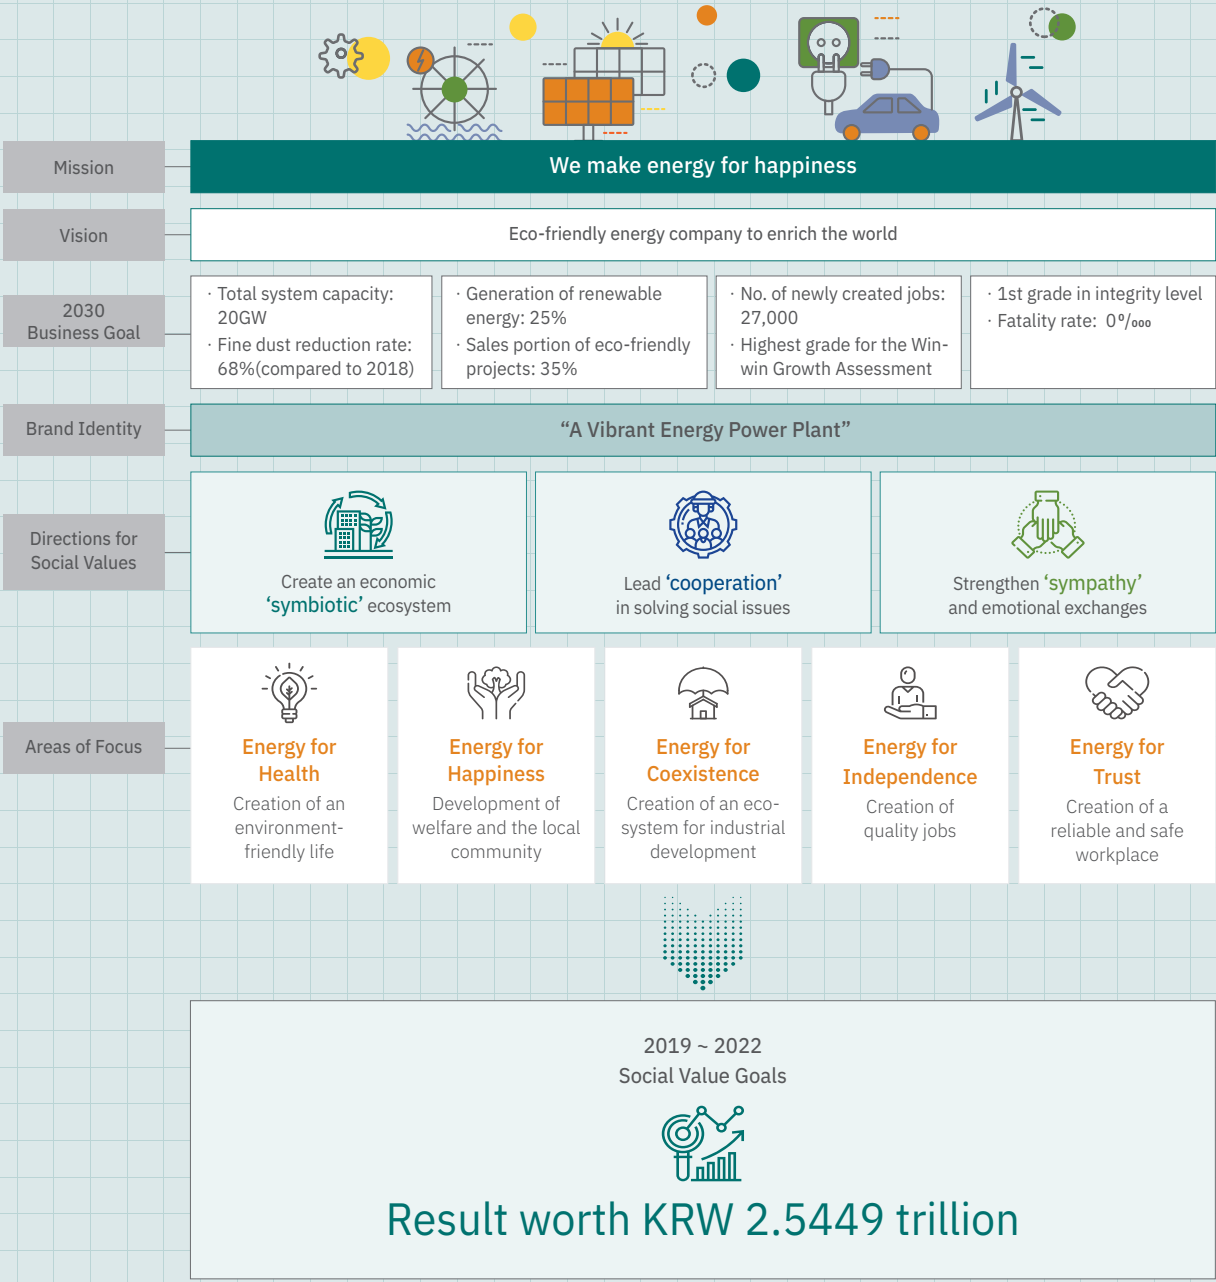 Mission
We make energy for happiness
Vision
Eco-friendly energy company to enrich the world
2030
Business Goal
· Total system capacity:
20GW
· Fine dust reduction rate:
68%(compared to 2018)
· Generation of renewable
energy: 25%
· Sales portion of eco-friendly
projects: 35%
· No. of newly created jobs:
27,000
· Highest grade for the Win-
win Growth Assessment
· 1st grade in integrity level
· Fatality rate: 0⁰/₀₀₀
Brand Identity
“A Vibrant Energy Power Plant”
Directions for
Social Values
Create an economic
‘symbiotic’ ecosystem
Lead ‘cooperation’
in solving social issues
Strengthen ‘sympathy’
and emotional exchanges
Areas of Focus
Energy for
Health
Creation of an
environment-
friendly life
Energy for
Happiness
Development of
welfare and the local
community
Energy for
Coexistence
Creation of an eco-
system for industrial
development
Energy for
Independence
Creation of
quality jobs
Energy for
Trust
Creation of a
reliable and safe
workplace
2019 ~ 2022
Social Value Goals
Result worth KRW 2.5449 trillion